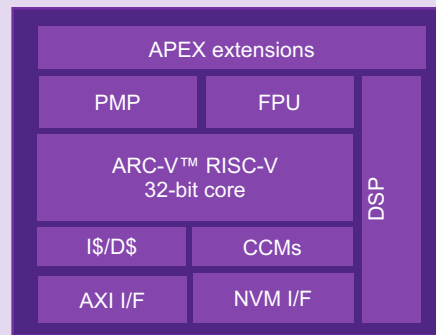 APEX extensions
PMP
FPU
ARC-V™ RISC-V
32-bit core
DSP
I$/D$
CCMs
AXI I/F
NVM I/F